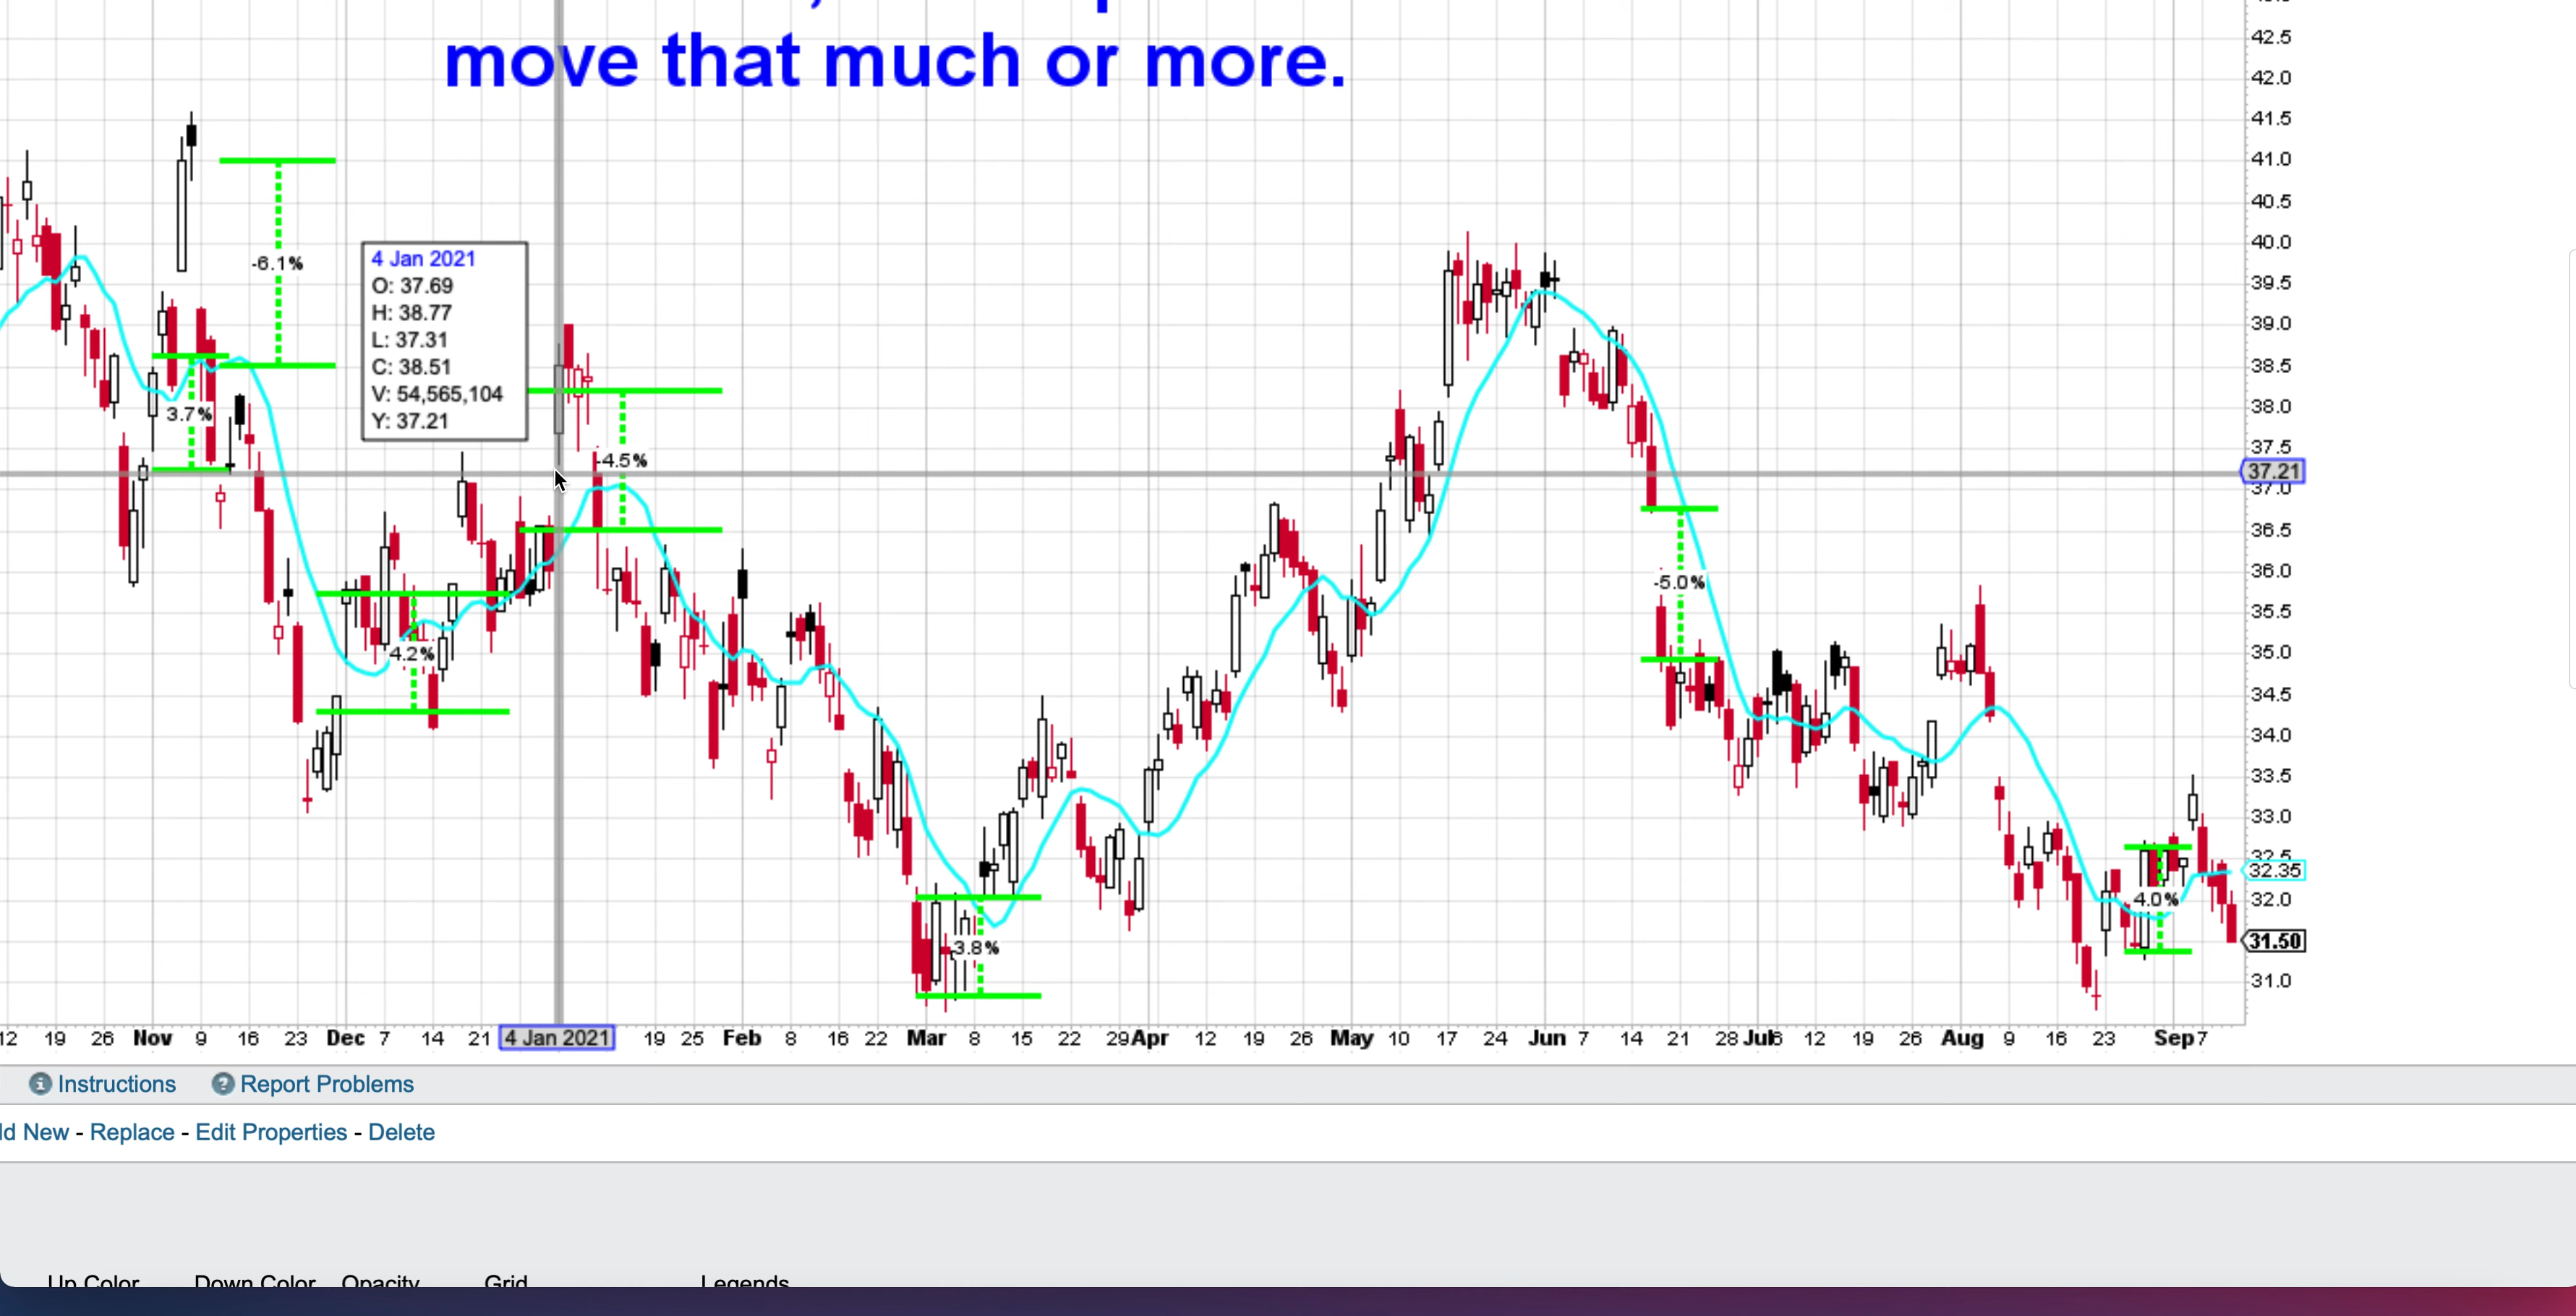 move that much or more.
42.5
42.0
41.5
41.0
40.5
40.0
39.5
39.0
38.5
38.0
37.5
37.21
37.0
36.5
36.0
35.5
35.0
34.5
34.0
33.5
33.0
32.5
32.35
32.0
31.50
31.0
-6.1%
3.7%
4 Jan 2021
O: 37.69
H: 38.77
L: 37.31
C: 38.51
V: 54,565,104
Y: 37.21
-4.5%
4.2%
3.8%
-5.0%
4.0%
12 19 26 Nov 9 16 23 Dec 7 14 21 4 Jan 2021 19 25 Feb 8 16 22 Mar 8 15 22 29 Apr 12 19 26 May 10 17 24 Jun 7 14 21 28 Jul 6 12 19 26 Aug 9 16 23 Sep 7
Instructions Report Problems
ld New - Replace - Edit Properties - Delete
Up Color Down Color Opacity Grid Legends